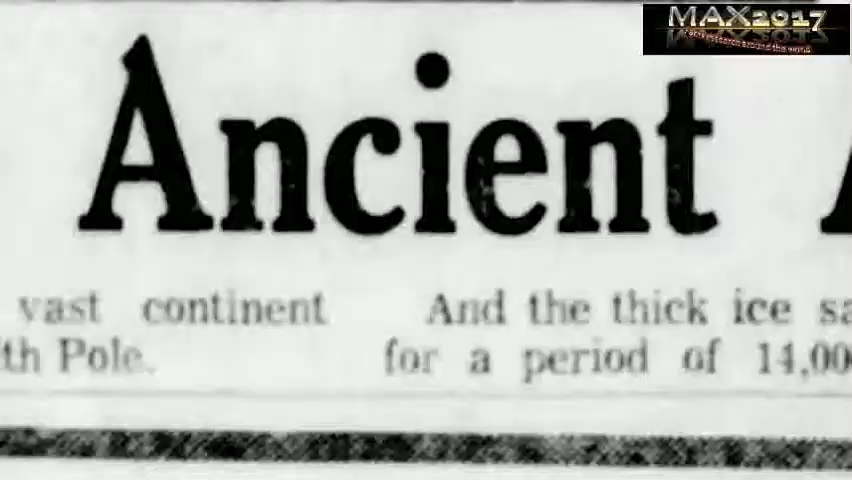 MAX2017
Ancient
vast continent
th Pole.
And the thick ice sa
for a period of 14,00